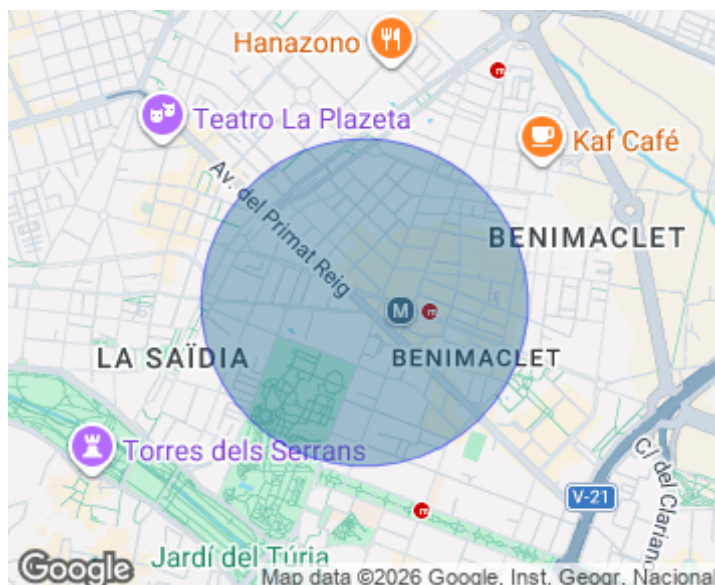 Hanazono
Teatro La Plazeta
Kaf Café
Av. del Primat Reig
BENIMACLET
M
LA SAÏDIA
BENIMACLET
Torres dels Serrans
V-21
C/ del Clariano
Jardí del Túria
Google
Map data ©2026 Google, Inst. Geogr. Nacional